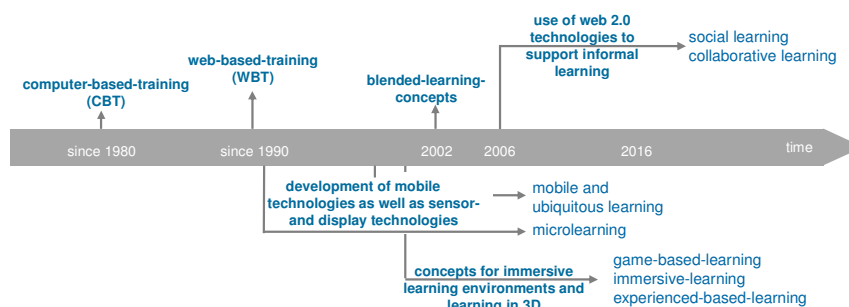 use of web 2.0
technologies to
support informal
learning
social learning
collaborative learning
web-based-training
(WBT)
computer-based-training
(CBT)
blended-learning-
concepts
since 1980
since 1990
2002
2006
2016
time
development of mobile
technologies as well as sensor-
and display technologies
mobile and
ubiquitous learning
microlearning
concepts for immersive
learning environments and
learning in 3D
game-based-learning
immersive-learning
experienced-based-learning